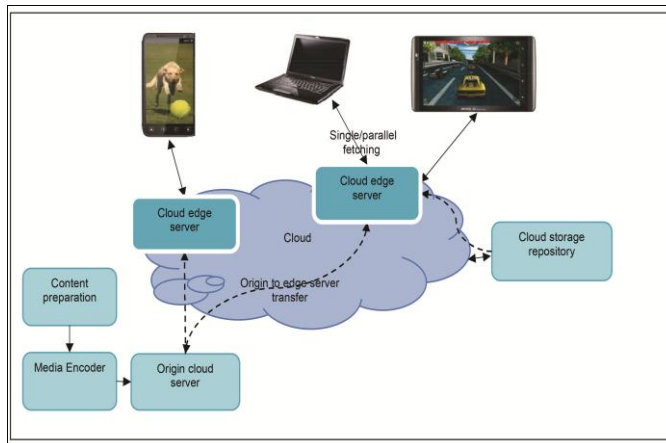 Single/parallel
fetching
Cloud edge
server
Cloud edge
server
Cloud
Cloud storage
repository
Content
preparation
Origin to edge server
transfer
Media Encoder
Origin cloud
server